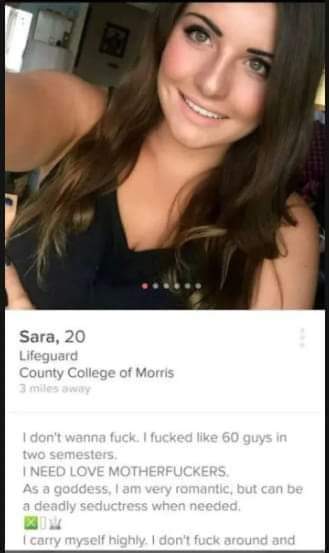 Sara, 20
Lifeguard
County College of Morris
3 miles away
I don't wanna fuck. I fucked like 60 guys in
two semesters.
I NEED LOVE MOTHERFUCKERS.
As a goddess, I am very romantic, but can be
a deadly seductress when needed.
I carry myself highly. I don't fuck around and